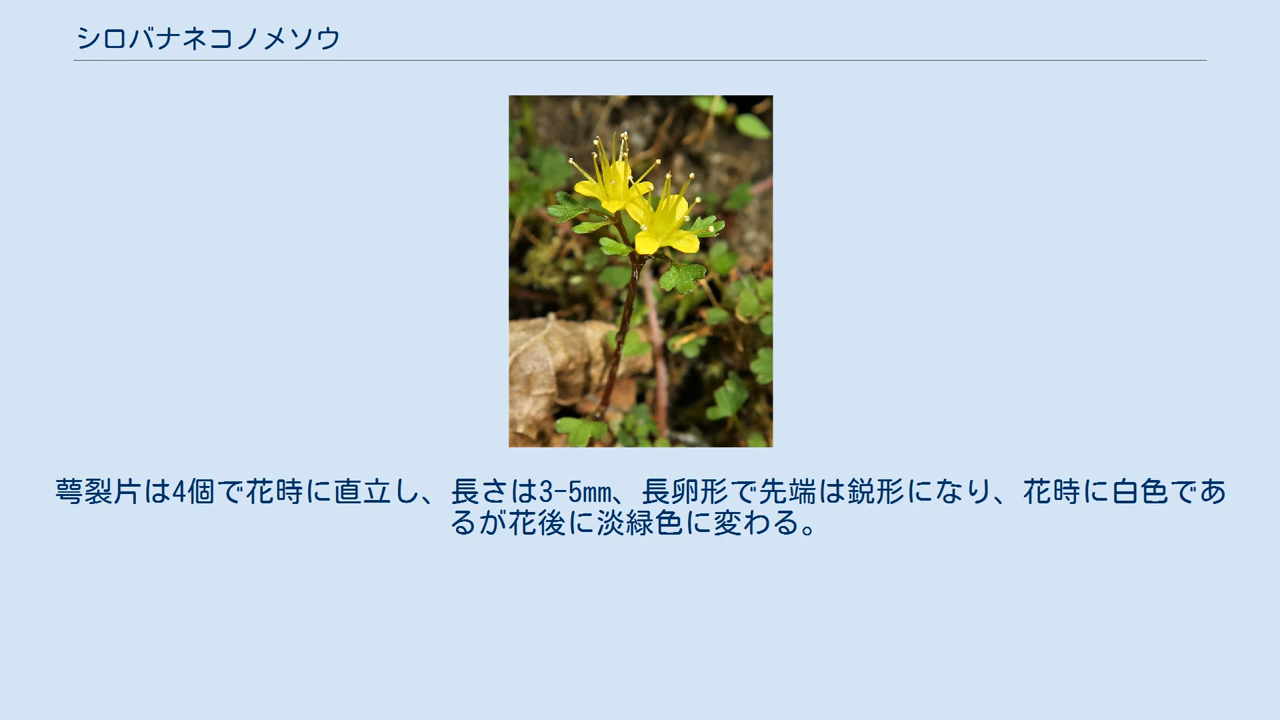 シロバナネコノメソウ
萼裂片は4個で花時に直立し、長さは3-5mm、長卵形で先端は鋭形になり、花時に白色であ
るが花後に淡緑色に変わる。